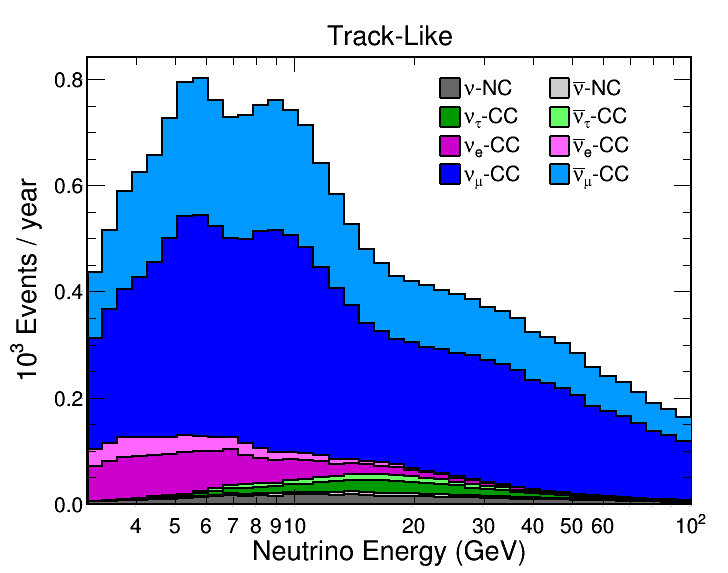 Track-Like
10³ Events / year
0.8
0.6
0.4
0.2
0.0
ν-NC
ν̅-NC
ντ-CC
ν̅τ-CC
νe-CC
ν̅e-CC
νμ-CC
ν̅μ-CC
4 5 6 7 8 9 10 20 30 40 50 60 10²
Neutrino Energy (GeV)